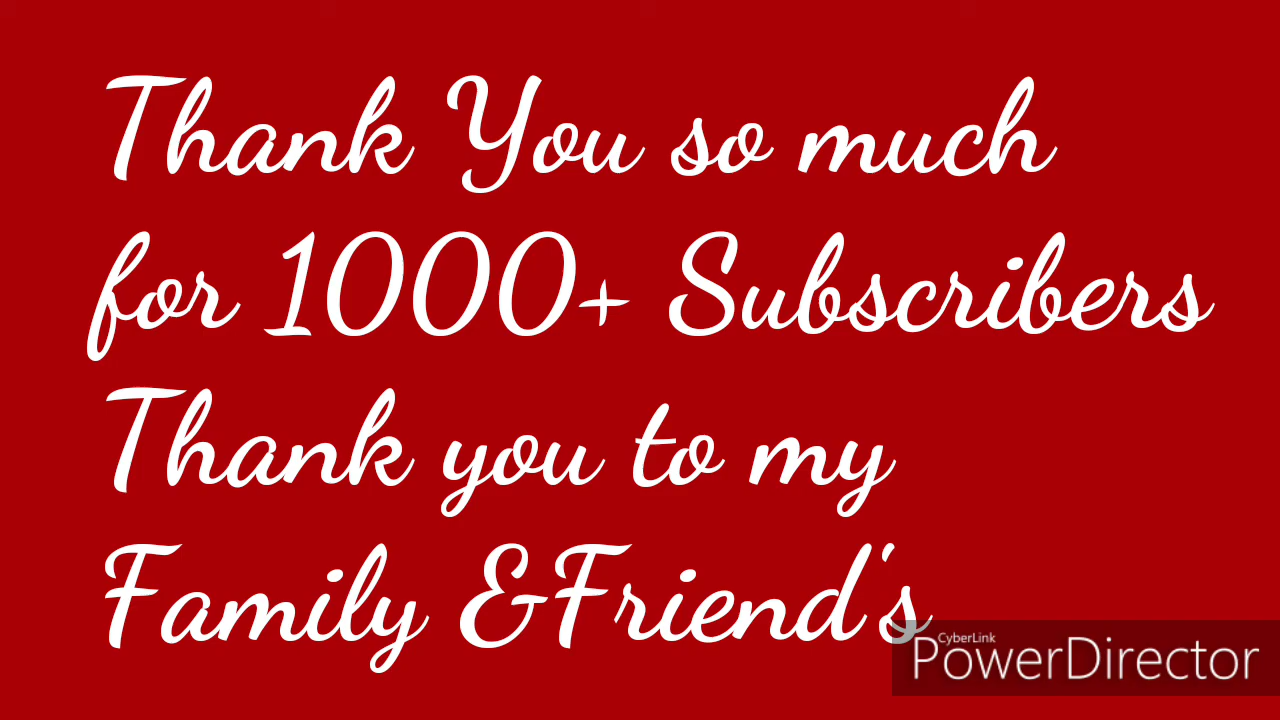 Thank You so much
for 1000+ Subscribers
Thank you to my
Family &Friend's
CyberLink
PowerDirector